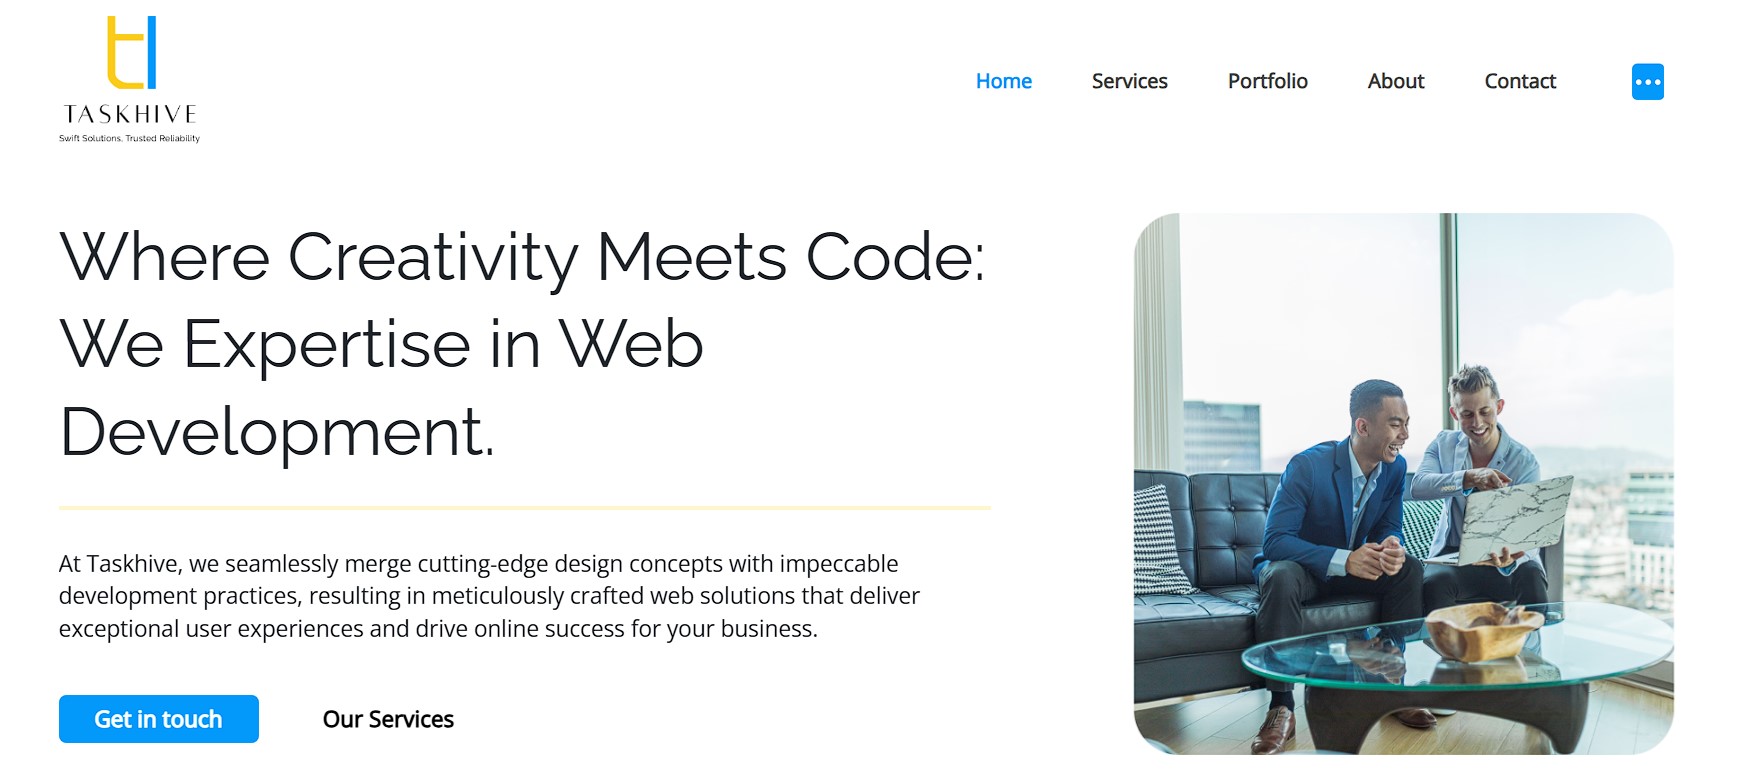 TASKHIVE
Swift Solutions, Trusted Reliability
Home Services Portfolio About Contact
Where Creativity Meets Code:
We Expertise in Web
Development.
At Taskhive, we seamlessly merge cutting-edge design concepts with impeccable
development practices, resulting in meticulously crafted web solutions that deliver
exceptional user experiences and drive online success for your business.
Get in touch Our Services